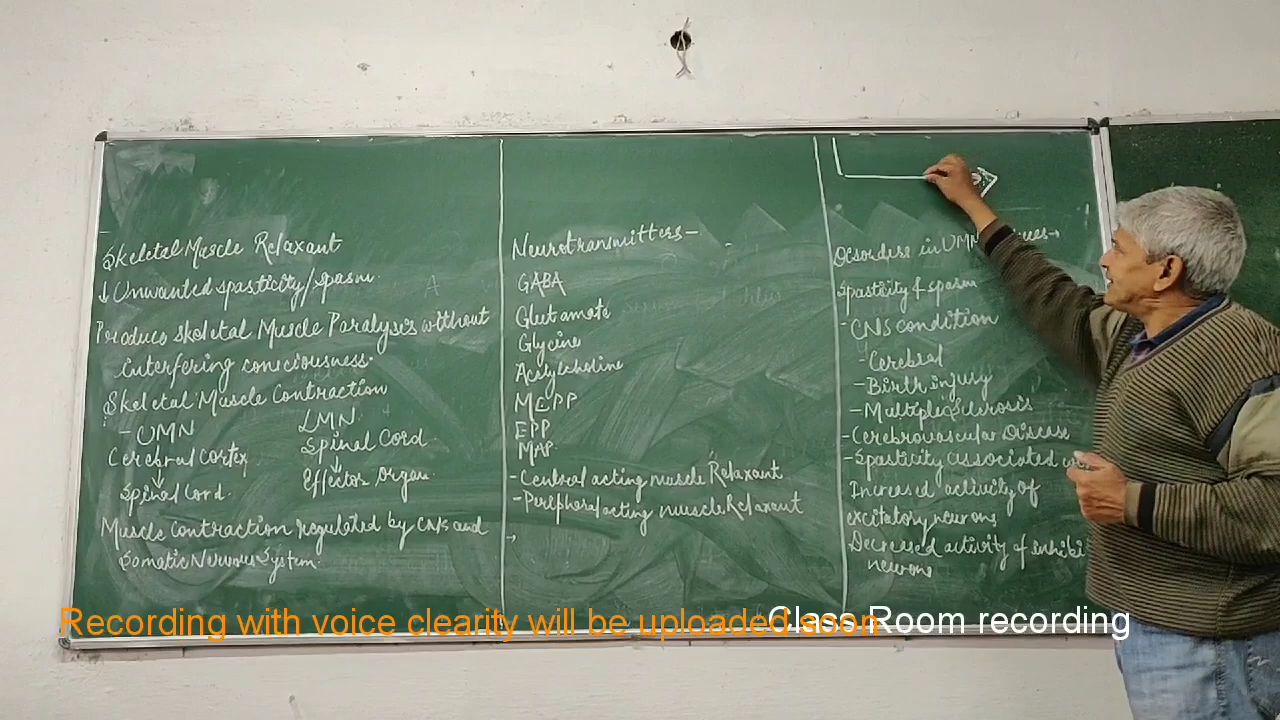 Skeletal Muscle Relaxant
↓ Unwanted spasticity/spasm.
Produce skeletal Muscle Paralysis without
interfering conciousness.
Skeletal Muscle Contraction
- UMN LMN
Cerebral Cortex Spinal Cord
↓ ↓
Spinal Cord. Effector Organ.
Muscle Contraction regulated by CNS and
Somatic Nervous System.
Neurotransmitters-
GABA
Glutamate
Glycine
Acetylcholine
MEPP
EPP
MAP
- Central acting muscle Relaxant
- Peripheral acting muscle Relaxant
→
Disorders in UMN →
Spasticity & spasm
- CNS condition
- Cerebral
- Birth injury
- Multiple Sclerosis
- Cerebrovascular Disease
- Spasticity associated
Increased activity of
excitatory neurons
Decreased activity of inhibi
neurons
Recording with voice clearity will be uploaded soon
Class Room recording